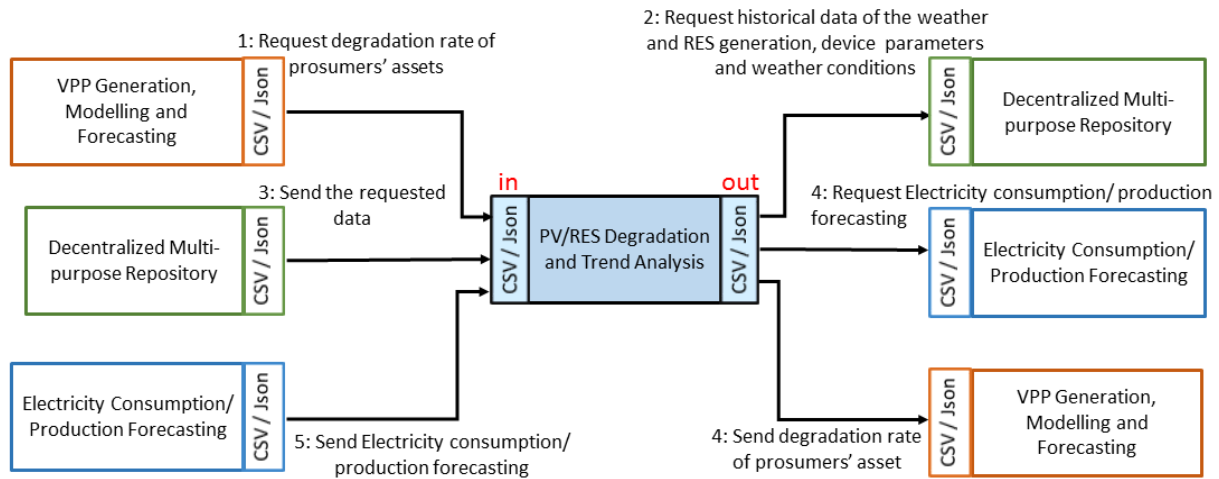 1: Request degradation rate of
prosumers' assets
2: Request historical data of the weather
and RES generation, device parameters
and weather conditions
VPP Generation,
Modelling and
Forecasting
CSV / Json
CSV / Json
Decentralized Multi-
purpose Repository
3: Send the requested
data
in
out
4: Request Electricity consumption/ production
forecasting
Decentralized Multi-
purpose Repository
CSV / Json
CSV / Json
PV/RES Degradation
and Trend Analysis
CSV / Json
CSV / Json
Electricity Consumption/
Production Forecasting
Electricity Consumption/
Production Forecasting
CSV / Json
5: Send Electricity consumption/
production forecasting
4: Send degradation rate
of prosumers' asset
CSV / Json
VPP Generation,
Modelling and
Forecasting